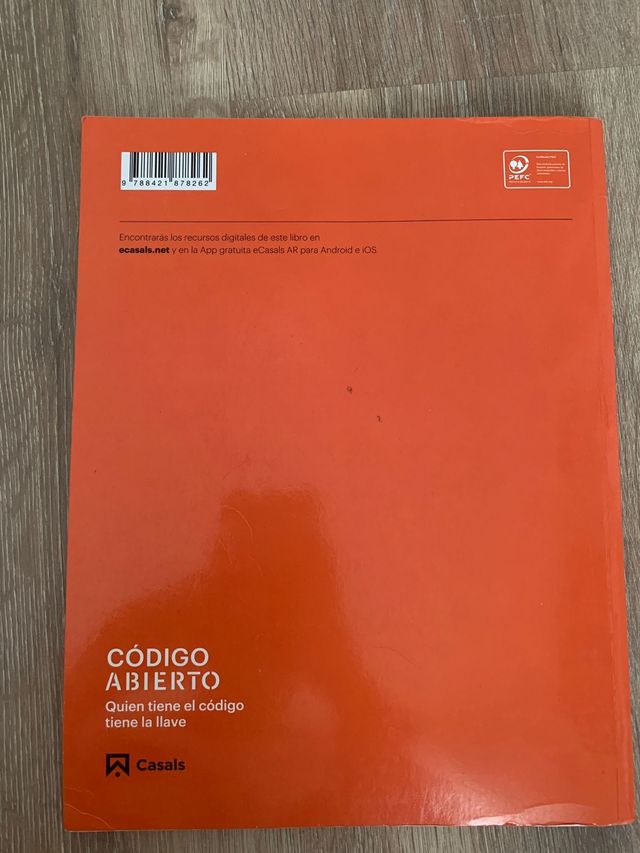 9 788421 878262
PEFC
Encontrarás los recursos digitales de este libro en
ecasals.net y en la App gratuita eCasals AR para Android e iOS.
CÓDIGO
ABIERTO
Quien tiene el código
tiene la llave
Casals